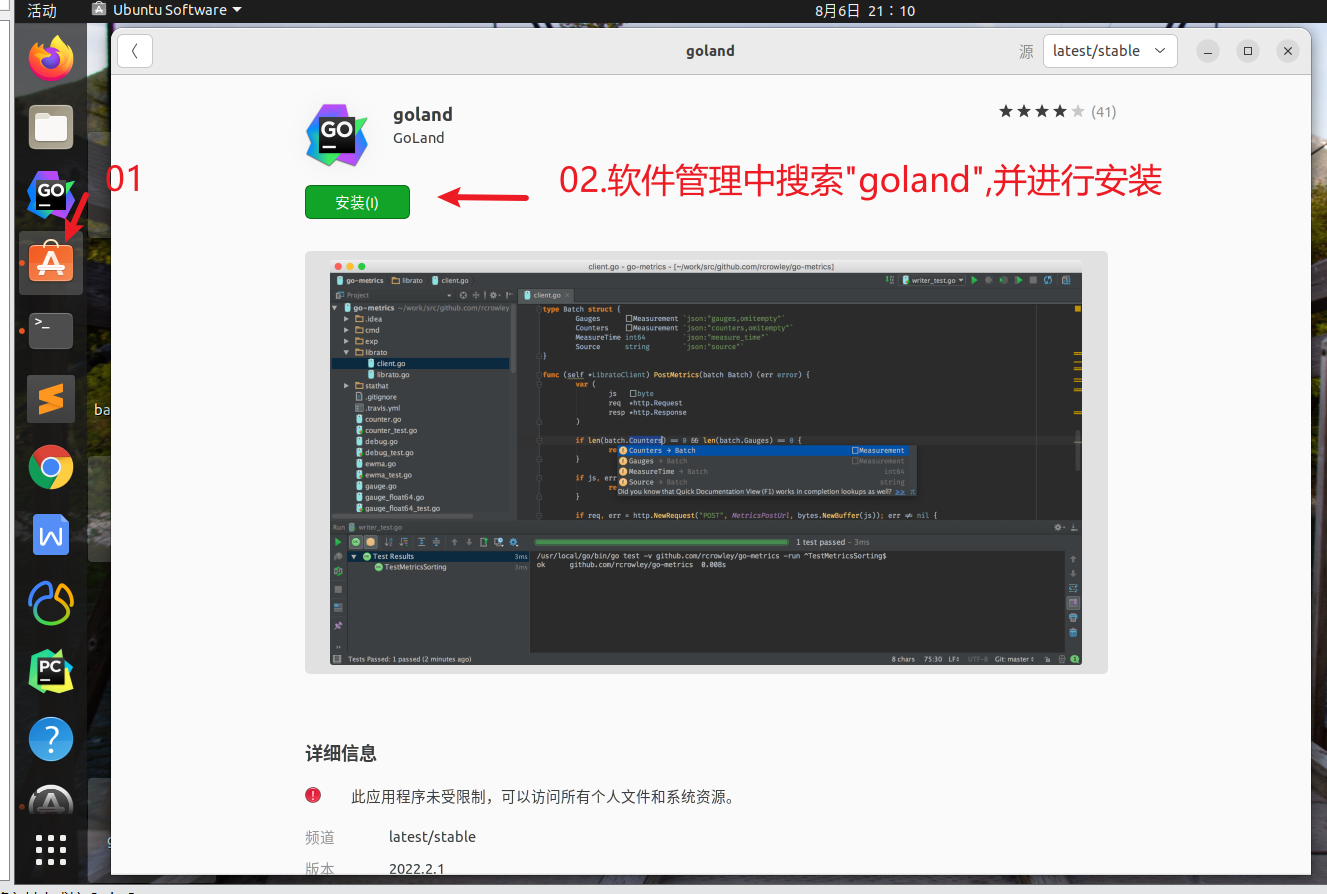 活动
Ubuntu Software
8月6日 21：10
goland
源
latest/stable
goland
GoLand
(41)
01
02.软件管理中搜索"goland",并进行安装
安装(I)
GO
GO
PC
ba
client.go - go-metrics - [~/work/src/github.com/rcrowley/go-metrics]
go-metrics
librato
client.go
writer_test.go
Project
client.go
go-metrics ~/work/src/github.com/rcrowley
.idea
cmd
exp
librato
client.go
librato.go
stathat
.gitignore
.travis.yml
counter.go
counter_test.go
debug.go
debug_test.go
ewma.go
ewma_test.go
gauge.go
gauge_float64.go
gauge_float64_test.go
type Batch struct {
Gauges []Measurement `json:"gauges,omitempty"`
Counters []Measurement `json:"counters,omitempty"`
MeasureTime int64 `json:"measure_time"`
Source string `json:"source"`
}
func (self *LibratoClient) PostMetrics(batch Batch) (err error) {
var (
js []byte
req *http.Request
resp *http.Response
)
if len(batch.Counters) == 0 && len(batch.Gauges) == 0 {
re
Counters → Batch []Measurement
}
Gauges → Batch []Measurement
if js, err
MeasureTime → Batch int64
re
Source → Batch string
}
Did you know that Quick Documentation View (F1) works in completion lookups as well? >> π
if req, err = http.NewRequest("POST", MetricsPostUrl, bytes.NewBuffer(js)); err ≠ nil {
Run writer_test.go
1 test passed – 3ms
Test Results 3ms
TestMetricsSorting 3ms
/usr/local/go/bin/go test -v github.com/rcrowley/go-metrics -run ^TestMetricsSorting$
ok github.com/rcrowley/go-metrics 0.008s
Tests Passed: 1 passed (2 minutes ago)
8 chars 75:30 LF÷ UTF-8 Git: master÷
详细信息
此应用程序未受限制，可以访问所有个人文件和系统资源。
频道
latest/stable
版本
2022.2.1